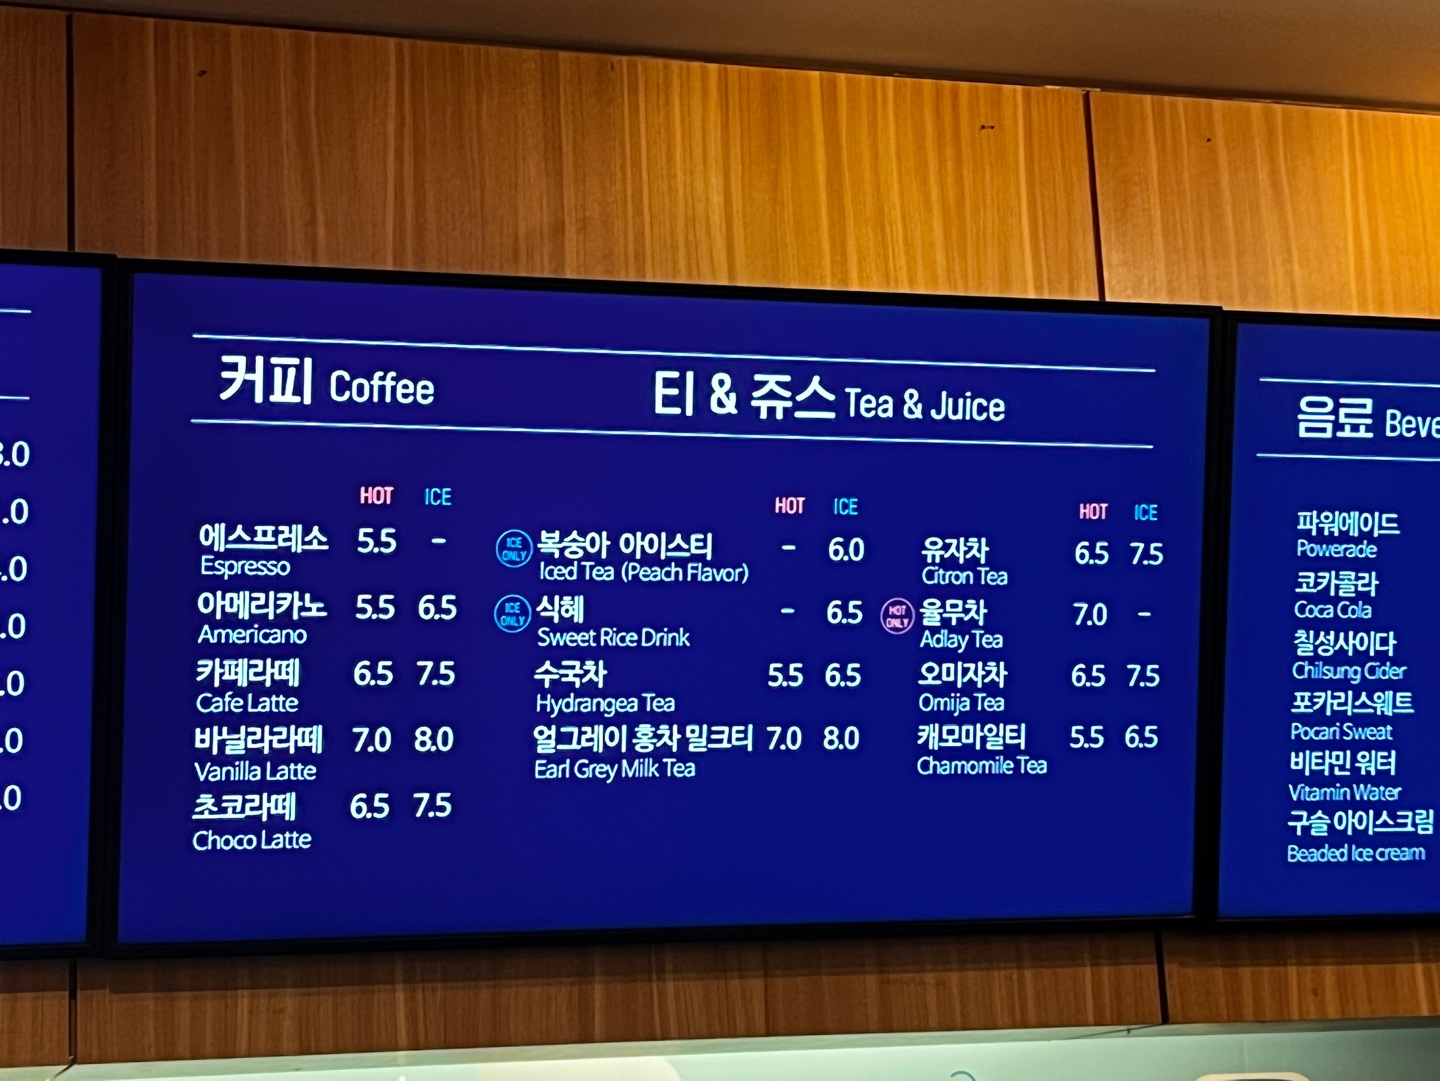 커피 Coffee
티 & 쥬스 Tea & Juice
HOT ICE
에스프레소 5.5 -
Espresso
아메리카노 5.5 6.5
Americano
카페라떼 6.5 7.5
Cafe Latte
바닐라라떼 7.0 8.0
Vanilla Latte
초코라떼 6.5 7.5
Choco Latte
HOT ICE
ICE ONLY 복숭아 아이스티 - 6.0
Iced Tea (Peach Flavor)
ICE ONLY 식혜 - 6.5
Sweet Rice Drink
수국차 5.5 6.5
Hydrangea Tea
얼그레이 홍차 밀크티 7.0 8.0
Earl Grey Milk Tea
HOT ICE
유자차 6.5 7.5
Citron Tea
HOT ONLY 율무차 7.0 -
Adlay Tea
오미자차 6.5 7.5
Omija Tea
캐모마일티 5.5 6.5
Chamomile Tea
음료
파워에이드
Powerade
코카콜라
Coca Cola
칠성사이다
Chilsung Cider
포카리스웨트
Pocari Sweat
비타민 워터
Vitamin Water
구슬 아이스크림
Beaded Ice cream